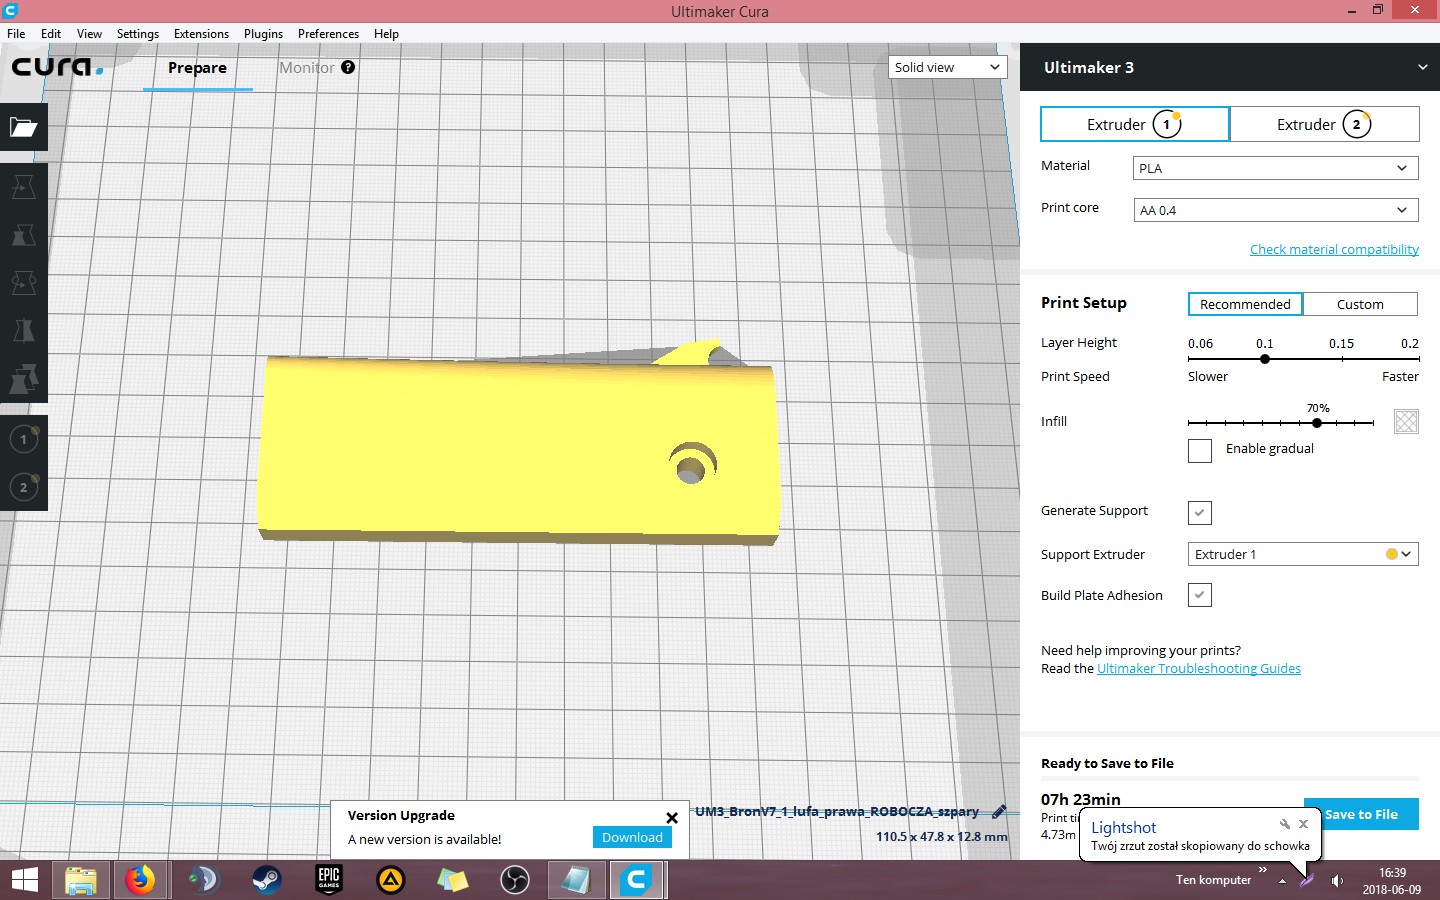 Ultimaker Cura
File Edit View Settings Extensions Plugins Preferences Help
cura.
Prepare
Monitor ?
Solid view
Ultimaker 3
Extruder 1
Extruder 2
Material
PLA
Print core
AA 0.4
Check material compatibility
Print Setup
Recommended
Custom
Layer Height
0.06 0.1 0.15 0.2
Print Speed
Slower
Faster
70%
Infill
Enable gradual
Generate Support
Support Extruder
Extruder 1
Build Plate Adhesion
Need help improving your prints?
Read the Ultimaker Troubleshooting Guides
1
2
Ready to Save to File
07h 23min
Print ti
4.73m
Save to File
Version Upgrade
A new version is available!
Download
UM3_BronV7_1_lufa_prawa_ROBOCZA_szpary
110.5 x 47.8 x 12.8 mm
Lightshot
Twój zrzut został skopiowany do schowka
EPIC
GAMES
Ten komputer
16:39
2018-06-09